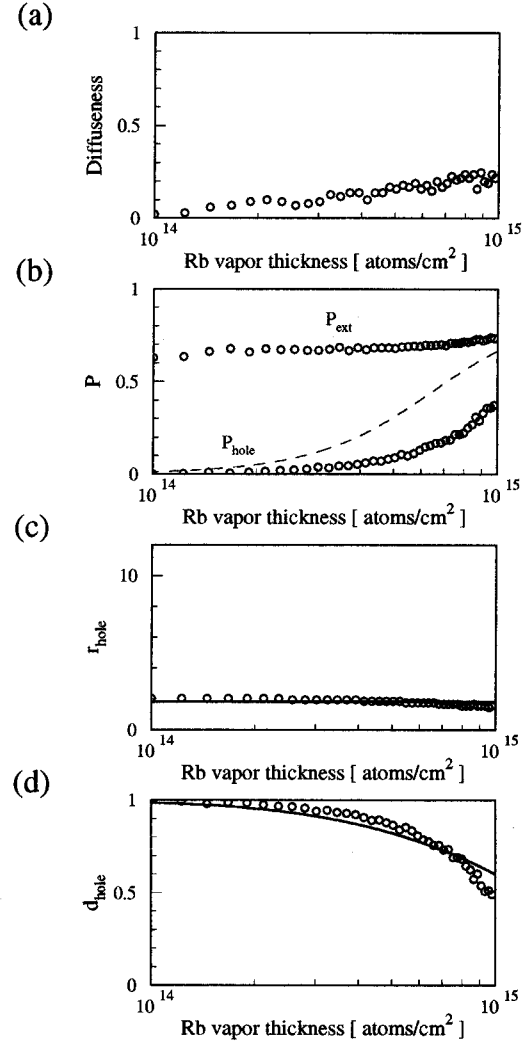 (a)
1
0.5
0
Diffuseness
10^14
10^15
Rb vapor thickness [ atoms/cm^2 ]
(b)
1
0.5
0
P
P_ext
P_hole
10^14
10^15
Rb vapor thickness [ atoms/cm^2 ]
(c)
10
0
r_hole
10^14
10^15
Rb vapor thickness [ atoms/cm^2 ]
(d)
1
0.5
0
d_hole
10^14
10^15
Rb vapor thickness [ atoms/cm^2 ]